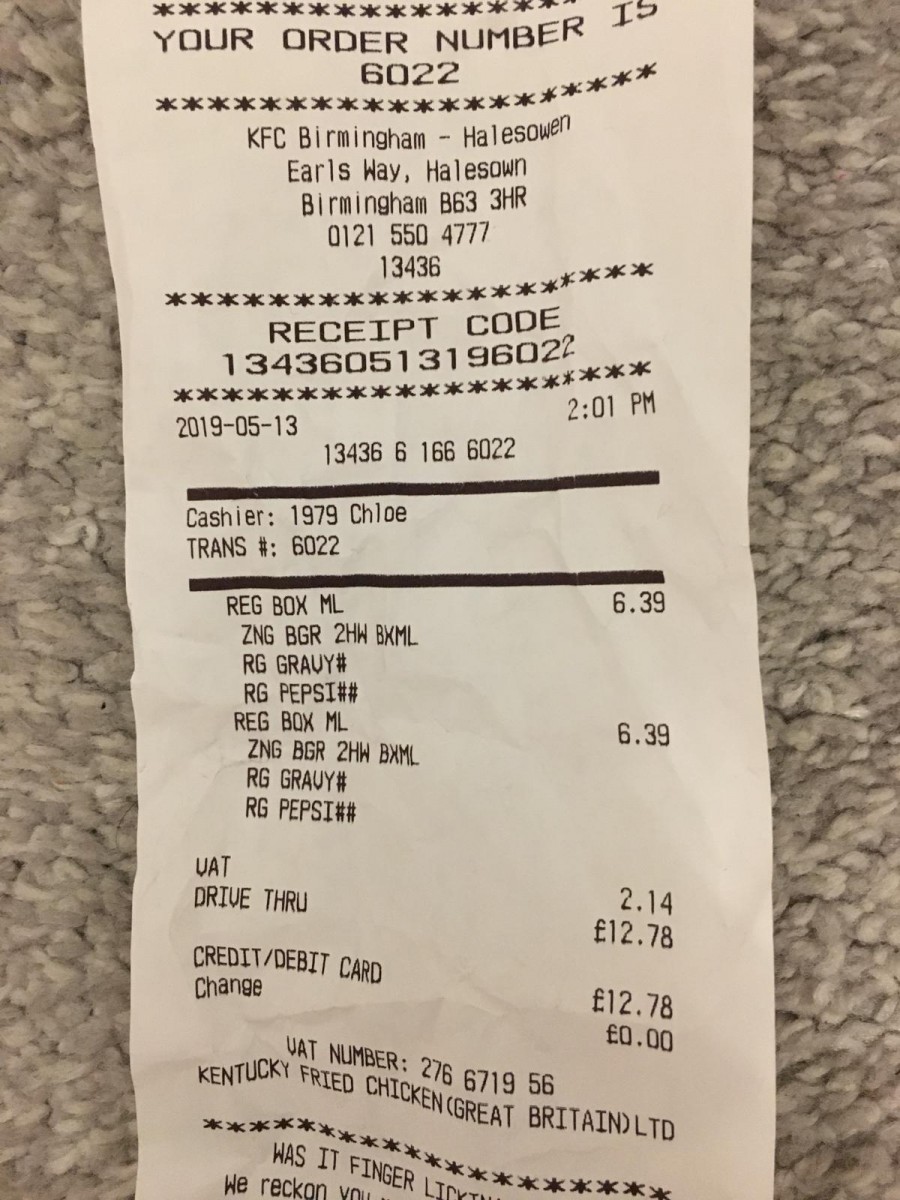 ********************
YOUR ORDER NUMBER IS
6022
********************
KFC Birmingham - Halesowen
Earls Way, Halesown
Birmingham B63 3HR
0121 550 4777
13436
********************
RECEIPT CODE
134360513196022
********************
2019-05-13 2:01 PM
13436 6 166 6022
Cashier: 1979 Chloe
TRANS #: 6022
REG BOX ML 6.39
ZNG BGR 2HW BXML
RG GRAVY#
RG PEPSI##
REG BOX ML 6.39
ZNG BGR 2HW BXML
RG GRAVY#
RG PEPSI##
VAT 2.14
DRIVE THRU £12.78
CREDIT/DEBIT CARD £12.78
Change £0.00
VAT NUMBER: 276 6719 56
KENTUCKY FRIED CHICKEN(GREAT BRITAIN)LTD
********************
WAS IT FINGER
We reckon you